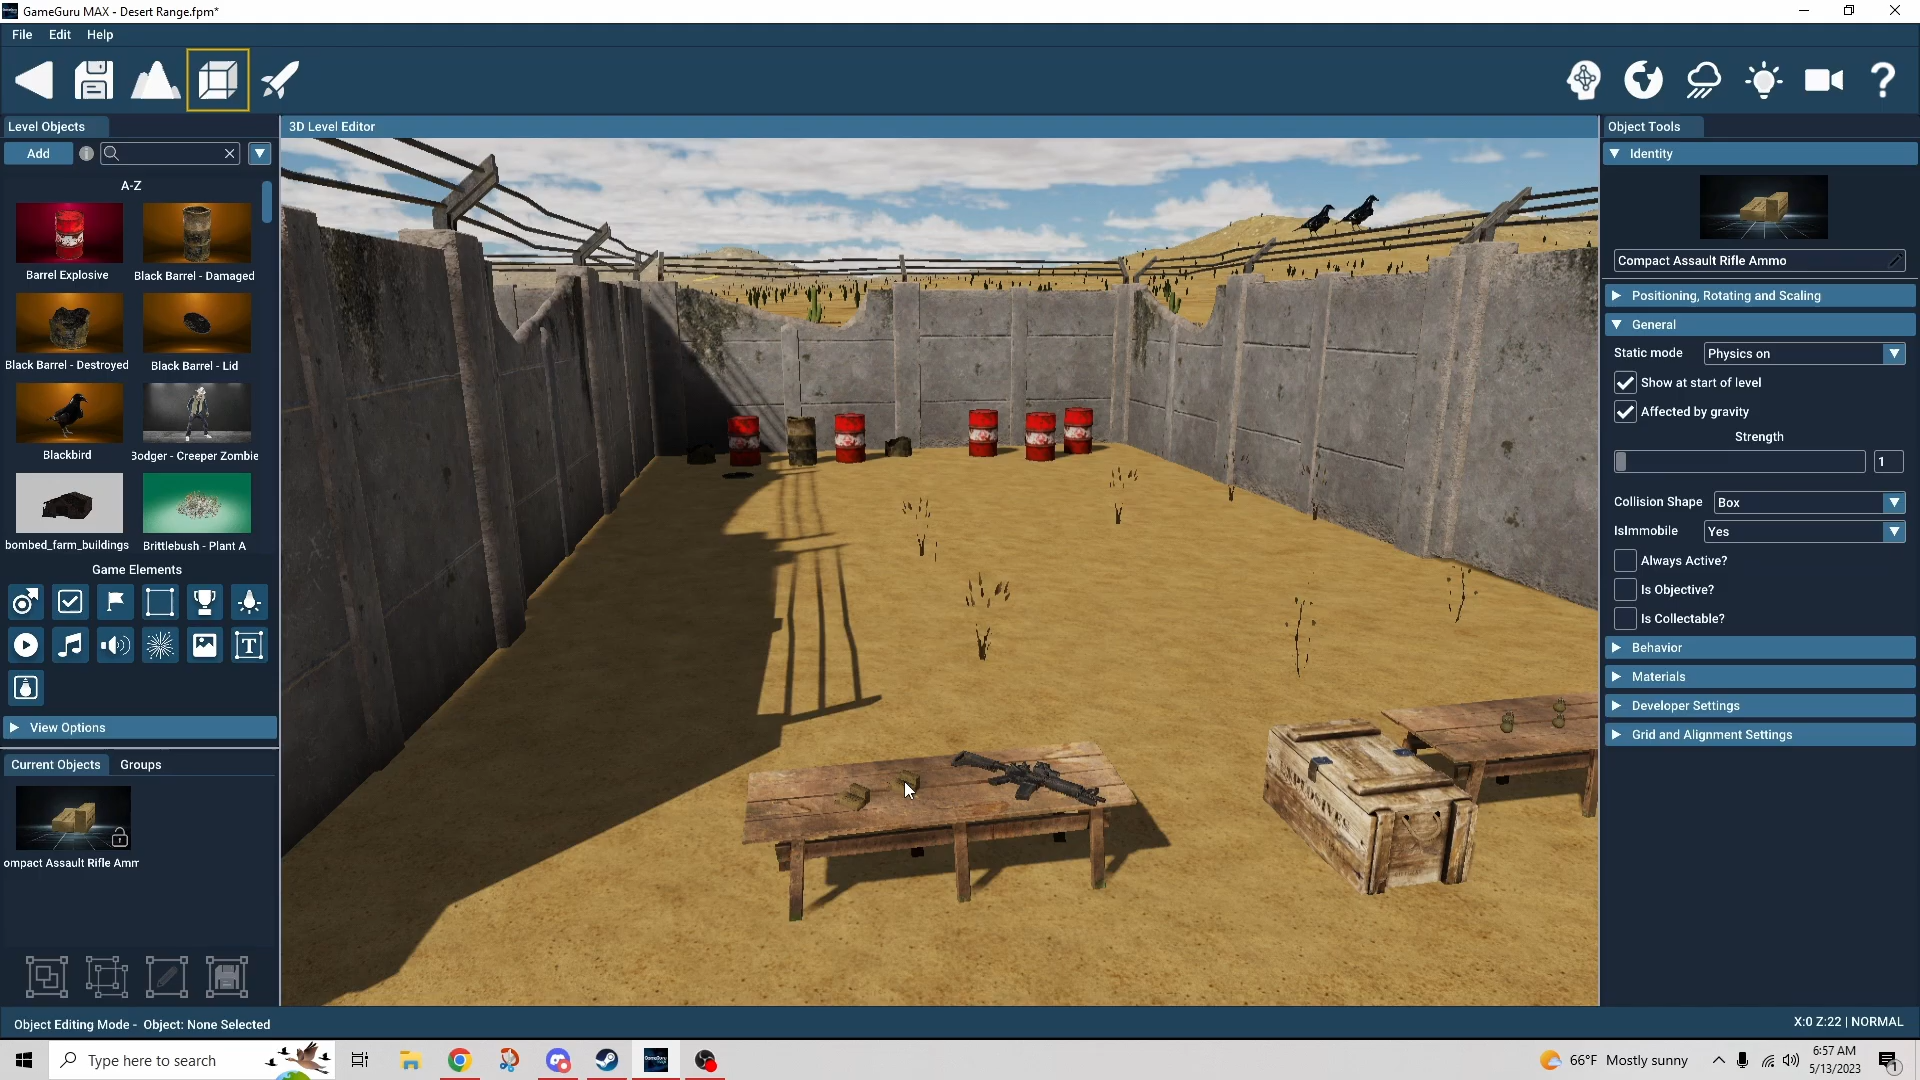 GameGuru MAX - Desert Range.fpm*
File Edit Help
Level Objects
Add
A-Z
Barrel Explosive
Black Barrel - Damaged
Black Barrel - Destroyed
Black Barrel - Lid
Blackbird
Bodger - Creeper Zombie
bombed_farm_buildings
Brittlebush - Plant A
Game Elements
View Options
Current Objects Groups
ompact Assault Rifle Amm
Object Editing Mode - Object: None Selected
3D Level Editor
EXPLOSIVES
Object Tools
Identity
Compact Assault Rifle Ammo
Positioning, Rotating and Scaling
General
Static mode Physics on
Show at start of level
Affected by gravity
Strength
1
Collision Shape Box
IsImmobile Yes
Always Active?
Is Objective?
Is Collectable?
Behavior
Materials
Developer Settings
Grid and Alignment Settings
X:0 Z:22 | NORMAL
Type here to search
66°F Mostly sunny
6:57 AM
5/13/2023
1